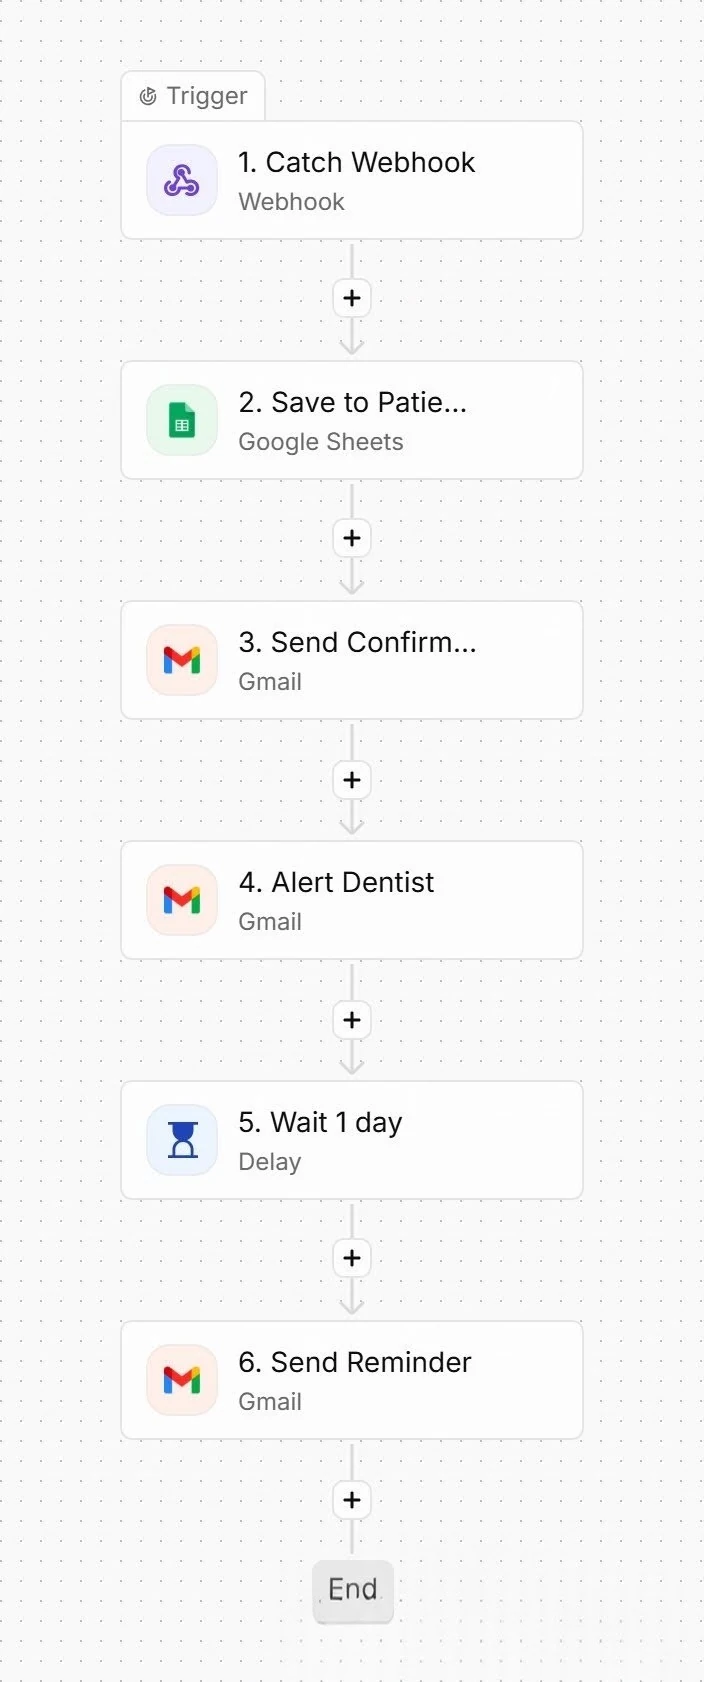 Trigger
1. Catch Webhook
Webhook
2. Save to Patie...
Google Sheets
3. Send Confirm...
Gmail
4. Alert Dentist
Gmail
5. Wait 1 day
Delay
6. Send Reminder
Gmail
End